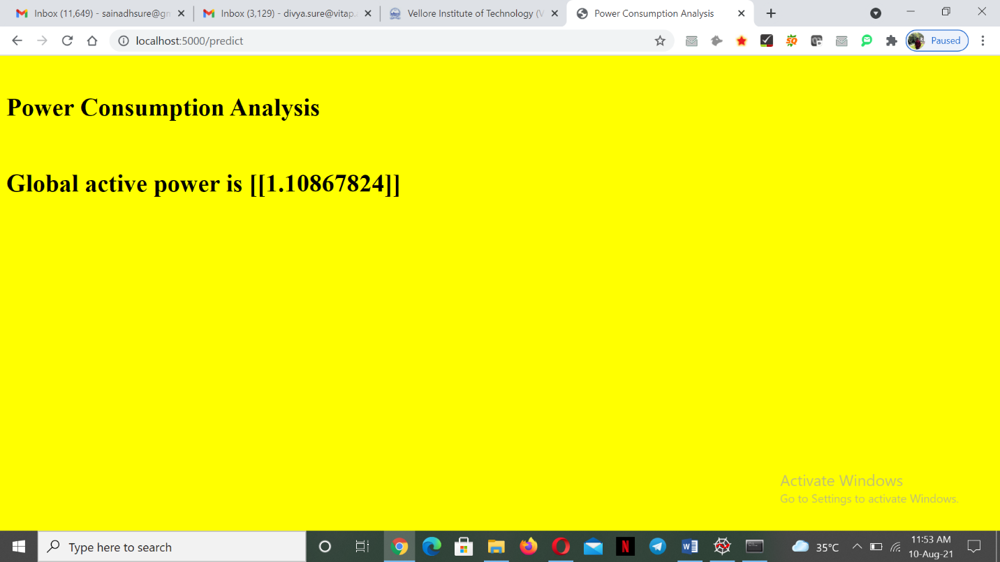 Inbox (11,649) - sainadhsure@gm
Inbox (3,129) - divya.sure@vitap.
Vellore Institute of Technology (V
Power Consumption Analysis
localhost:5000/predict
Paused
Power Consumption Analysis
Global active power is [[1.10867824]]
Activate Windows
Go to Settings to activate Windows.
Type here to search
35°C
11:53 AM
10-Aug-21